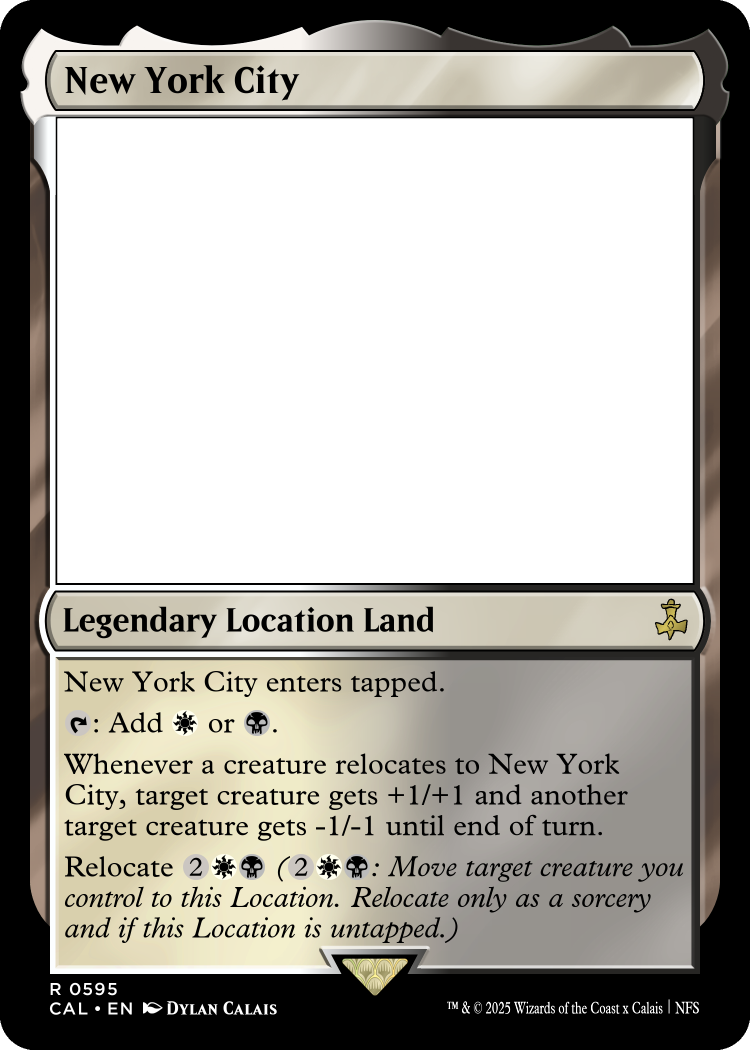 New York City
Legendary Location Land
New York City enters tapped.
: Add or .
Whenever a creature relocates to New York
City, target creature gets +1/+1 and another
target creature gets -1/-1 until end of turn.
Relocate 2 (2 : Move target creature you
control to this Location. Relocate only as a sorcery
and if this Location is untapped.)
R 0595
CAL • EN DYLAN CALAIS
™ & © 2025 Wizards of the Coast x Calais | NFS